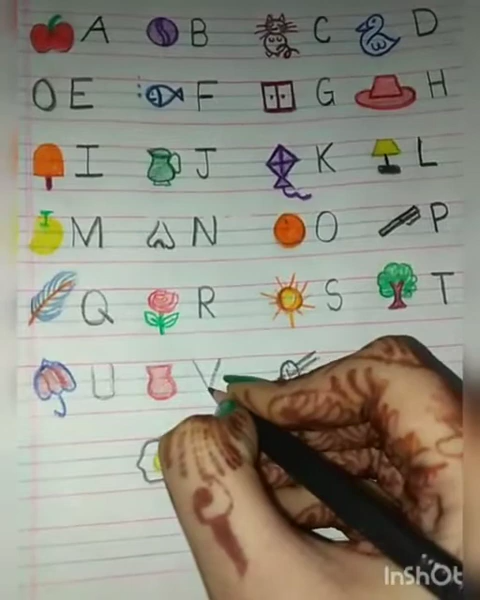 A B C D
E F G H
I J K L
M N O P
Q R S T
U V
InShOt